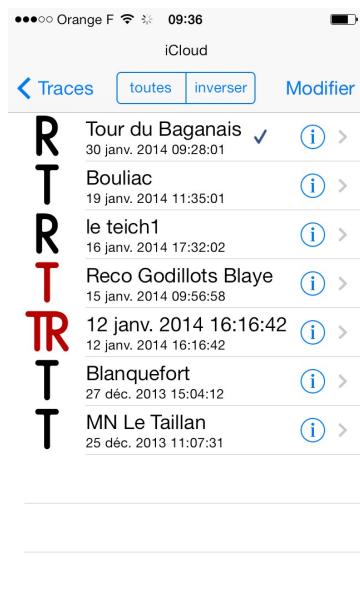 Orange F 09:36
iCloud
Traces toutes inverser Modifier
R Tour du Baganais
30 janv. 2014 09:28:01
T Bouliac
19 janv. 2014 11:35:01
R le teich1
16 janv. 2014 17:32:02
T Reco Godillots Blaye
15 janv. 2014 09:56:58
TR 12 janv. 2014 16:16:42
12 janv. 2014 16:16:42
T Blanquefort
27 déc. 2013 15:04:12
T MN Le Taillan
25 déc. 2013 11:07:31